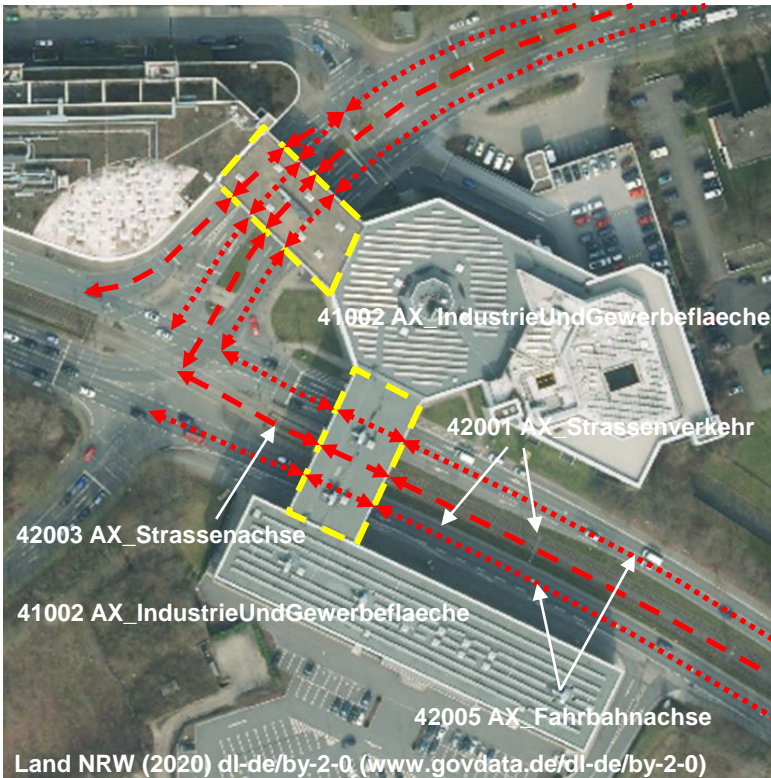 41002 AX_IndustrieUndGewerbeflaeche
42001 AX_Strassenverkehr
42003 AX_Strassenachse
41002 AX_IndustrieUndGewerbeflaeche
42005 AX_Fahrbahnachse
Land NRW (2020) dl-de/by-2-0 (www.govdata.de/dl-de/by-2-0)